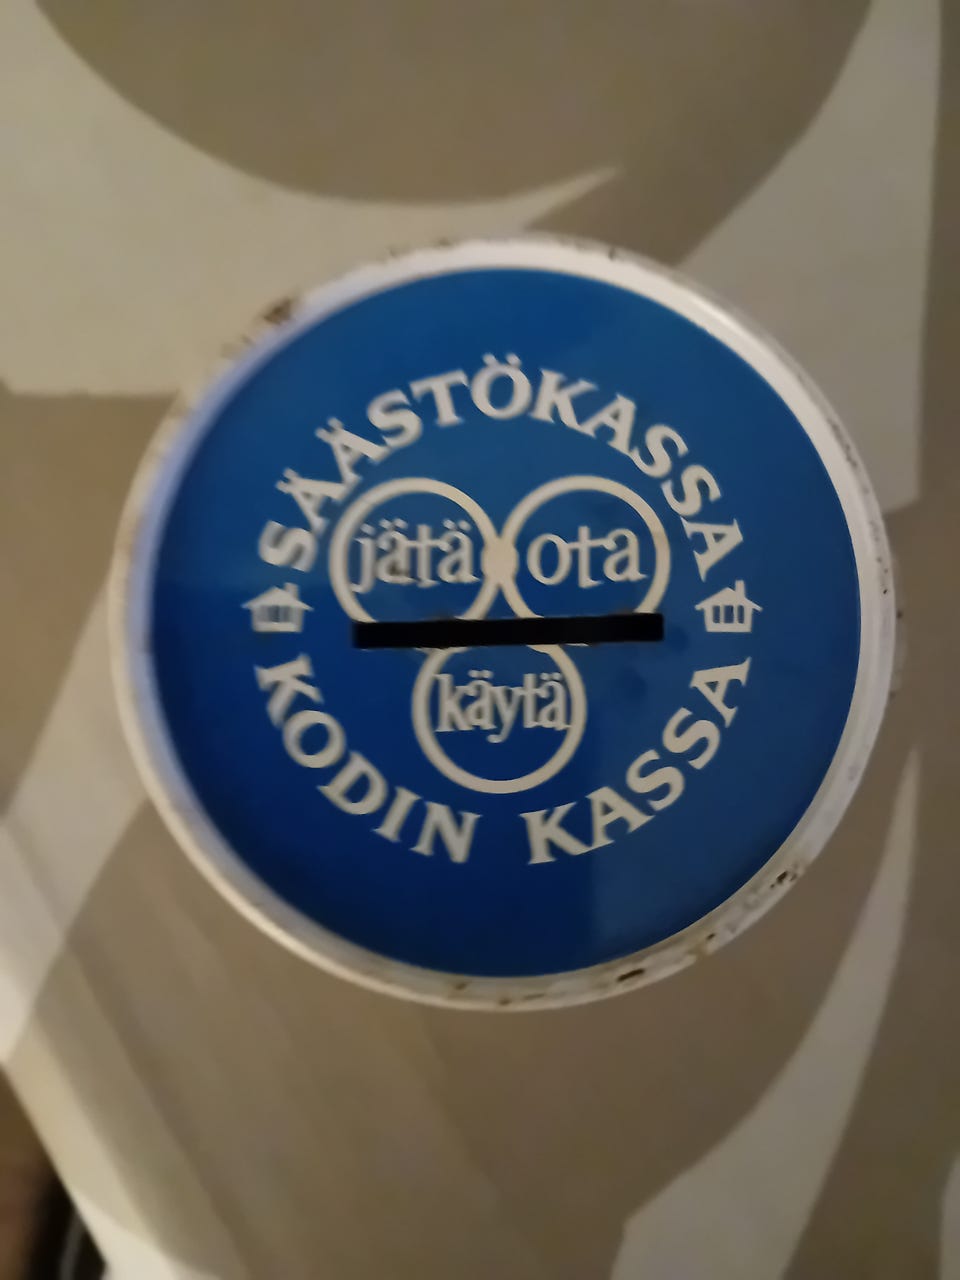 SÄÄSTÖKASSA
jätä
ota
käytä
KODIN KASSA